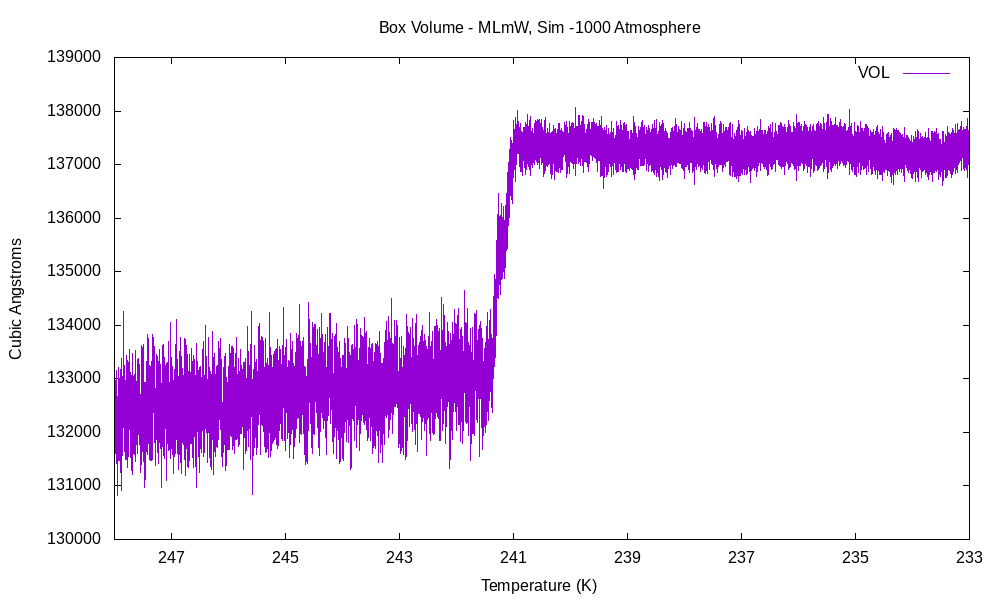 Box Volume - MLmW, Sim -1000 Atmosphere
VOL
139000
138000
137000
136000
135000
134000
133000
132000
131000
130000
Cubic Angstroms
247 245 243 241 239 237 235 233
Temperature (K)